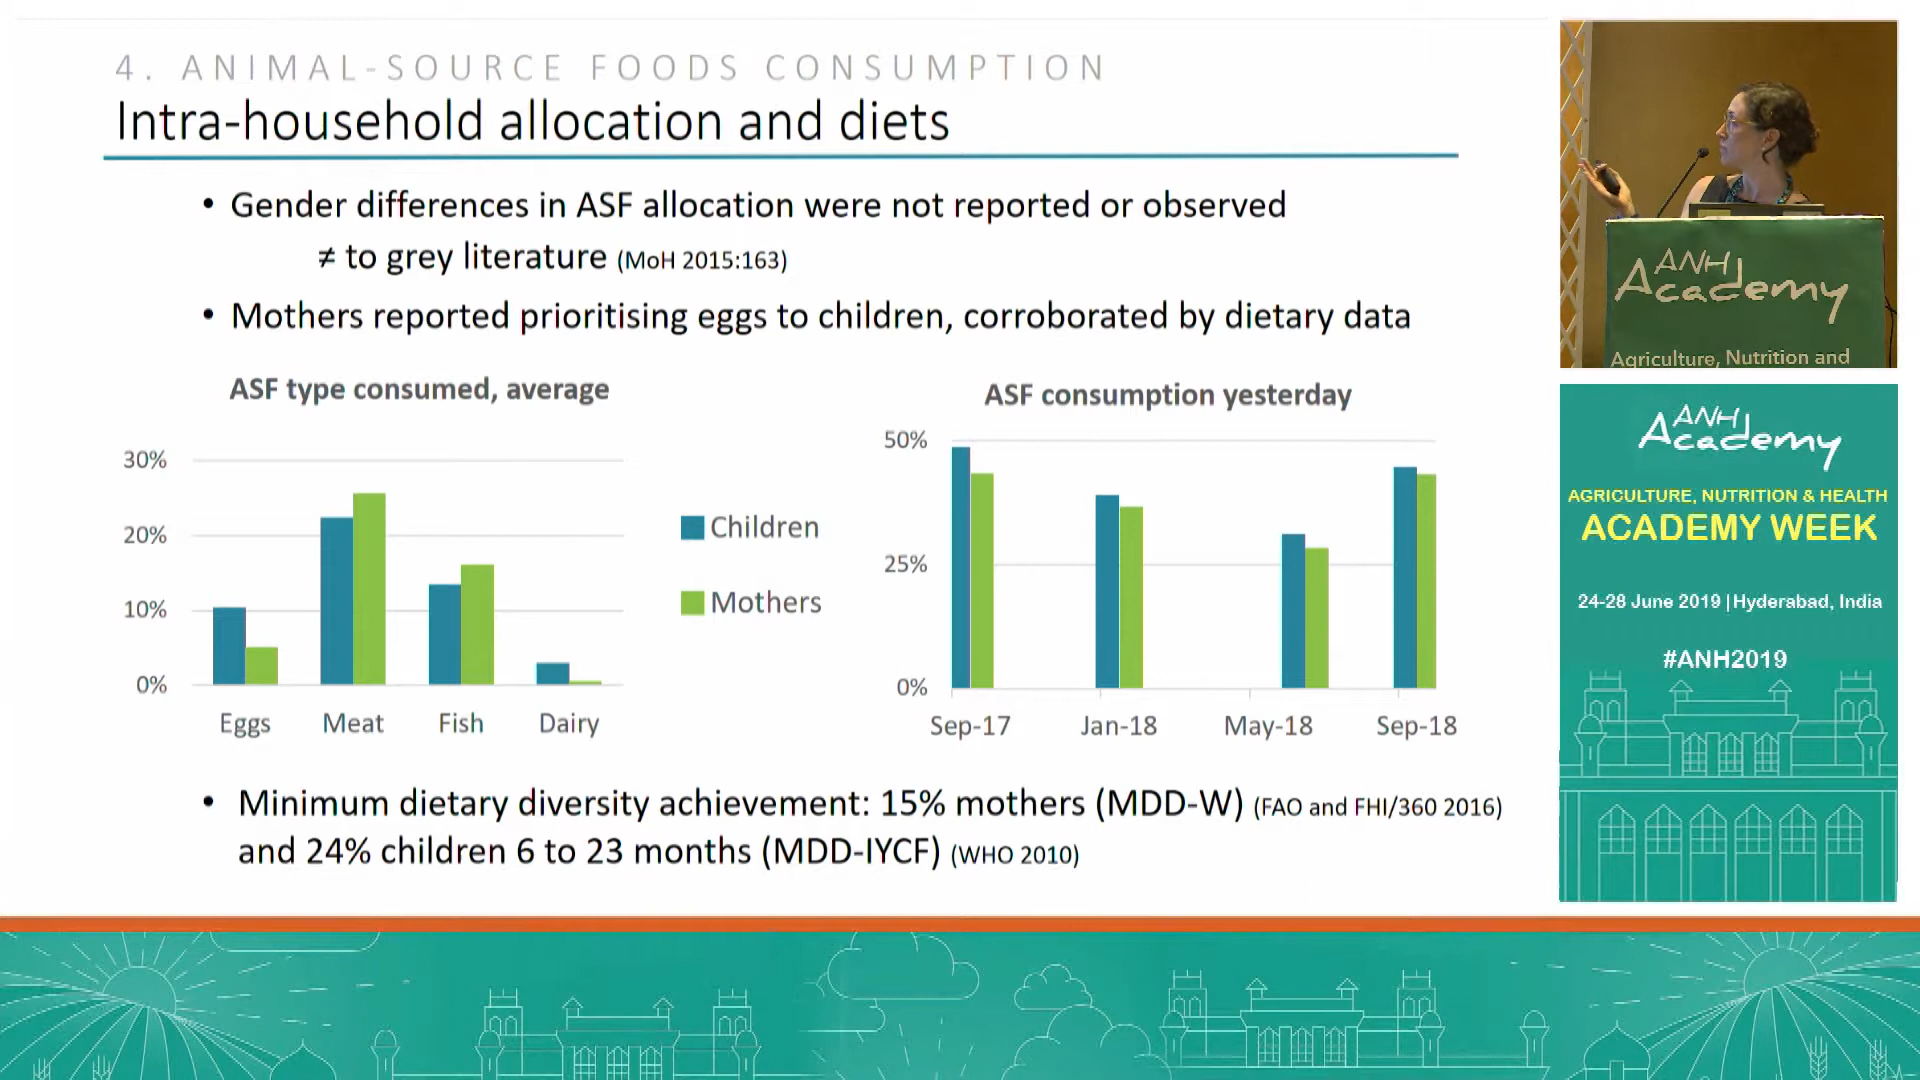 4. ANIMAL-SOURCE FOODS CONSUMPTION
Intra-household allocation and diets
• Gender differences in ASF allocation were not reported or observed
≠ to grey literature (MoH 2015:163)
• Mothers reported prioritising eggs to children, corroborated by dietary data
ASF type consumed, average
30%
20%
10%
0%
Eggs Meat Fish Dairy
Children
Mothers
ASF consumption yesterday
50%
25%
0%
Sep-17 Jan-18 May-18 Sep-18
• Minimum dietary diversity achievement: 15% mothers (MDD-W) (FAO and FHI/360 2016)
and 24% children 6 to 23 months (MDD-IYCF) (WHO 2010)
ANH
Academy
Agriculture, Nutrition and
ANH
Academy
AGRICULTURE, NUTRITION & HEALTH
ACADEMY WEEK
24-28 June 2019 | Hyderabad, India
#ANH2019